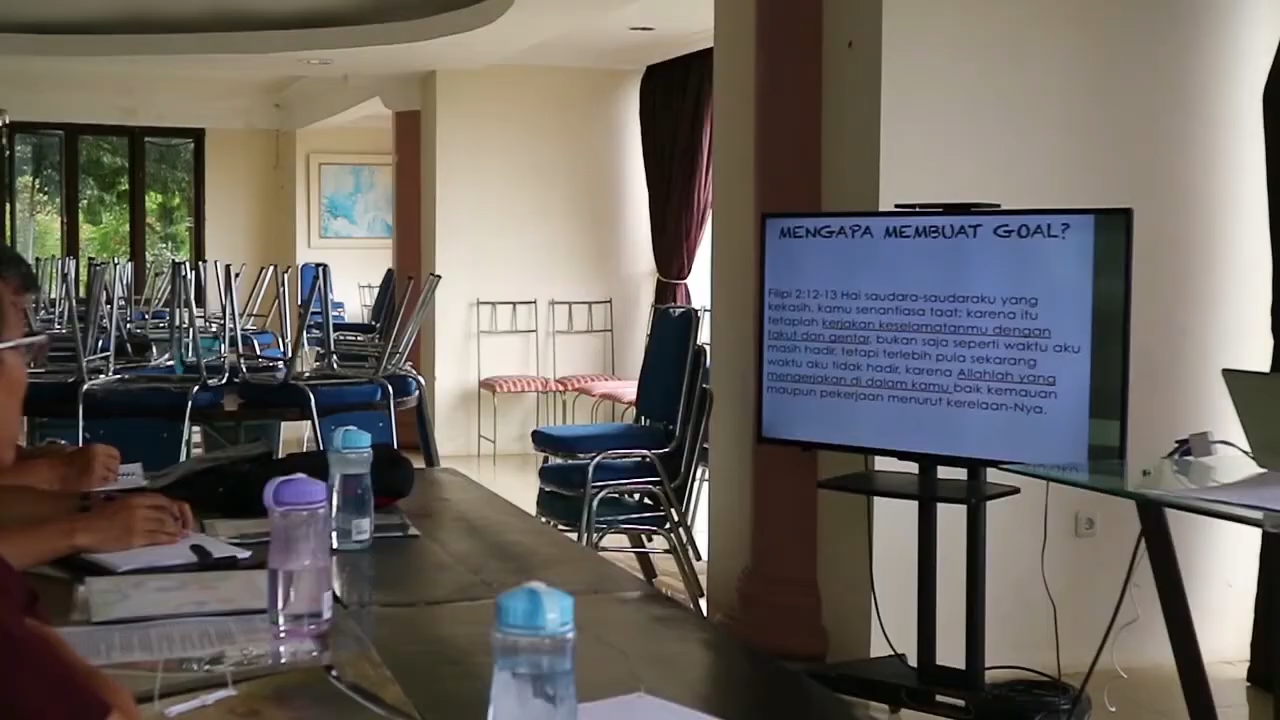 MENGAPA MEMBUAT GOAL?
Filipi 2:12-13 Hai saudara-saudaraku yang
kekasih, kamu senantiasa taat; karena itu
tetaplah kerjakan keselamatanmu dengan
takut dan gentar, bukan saja seperti waktu aku
masih hadir, tetapi terlebih pula sekarang
waktu aku tidak hadir, karena Allahlah yang
mengerjakan di dalam kamu baik kemauan
maupun pekerjaan menurut kerelaan-Nya.